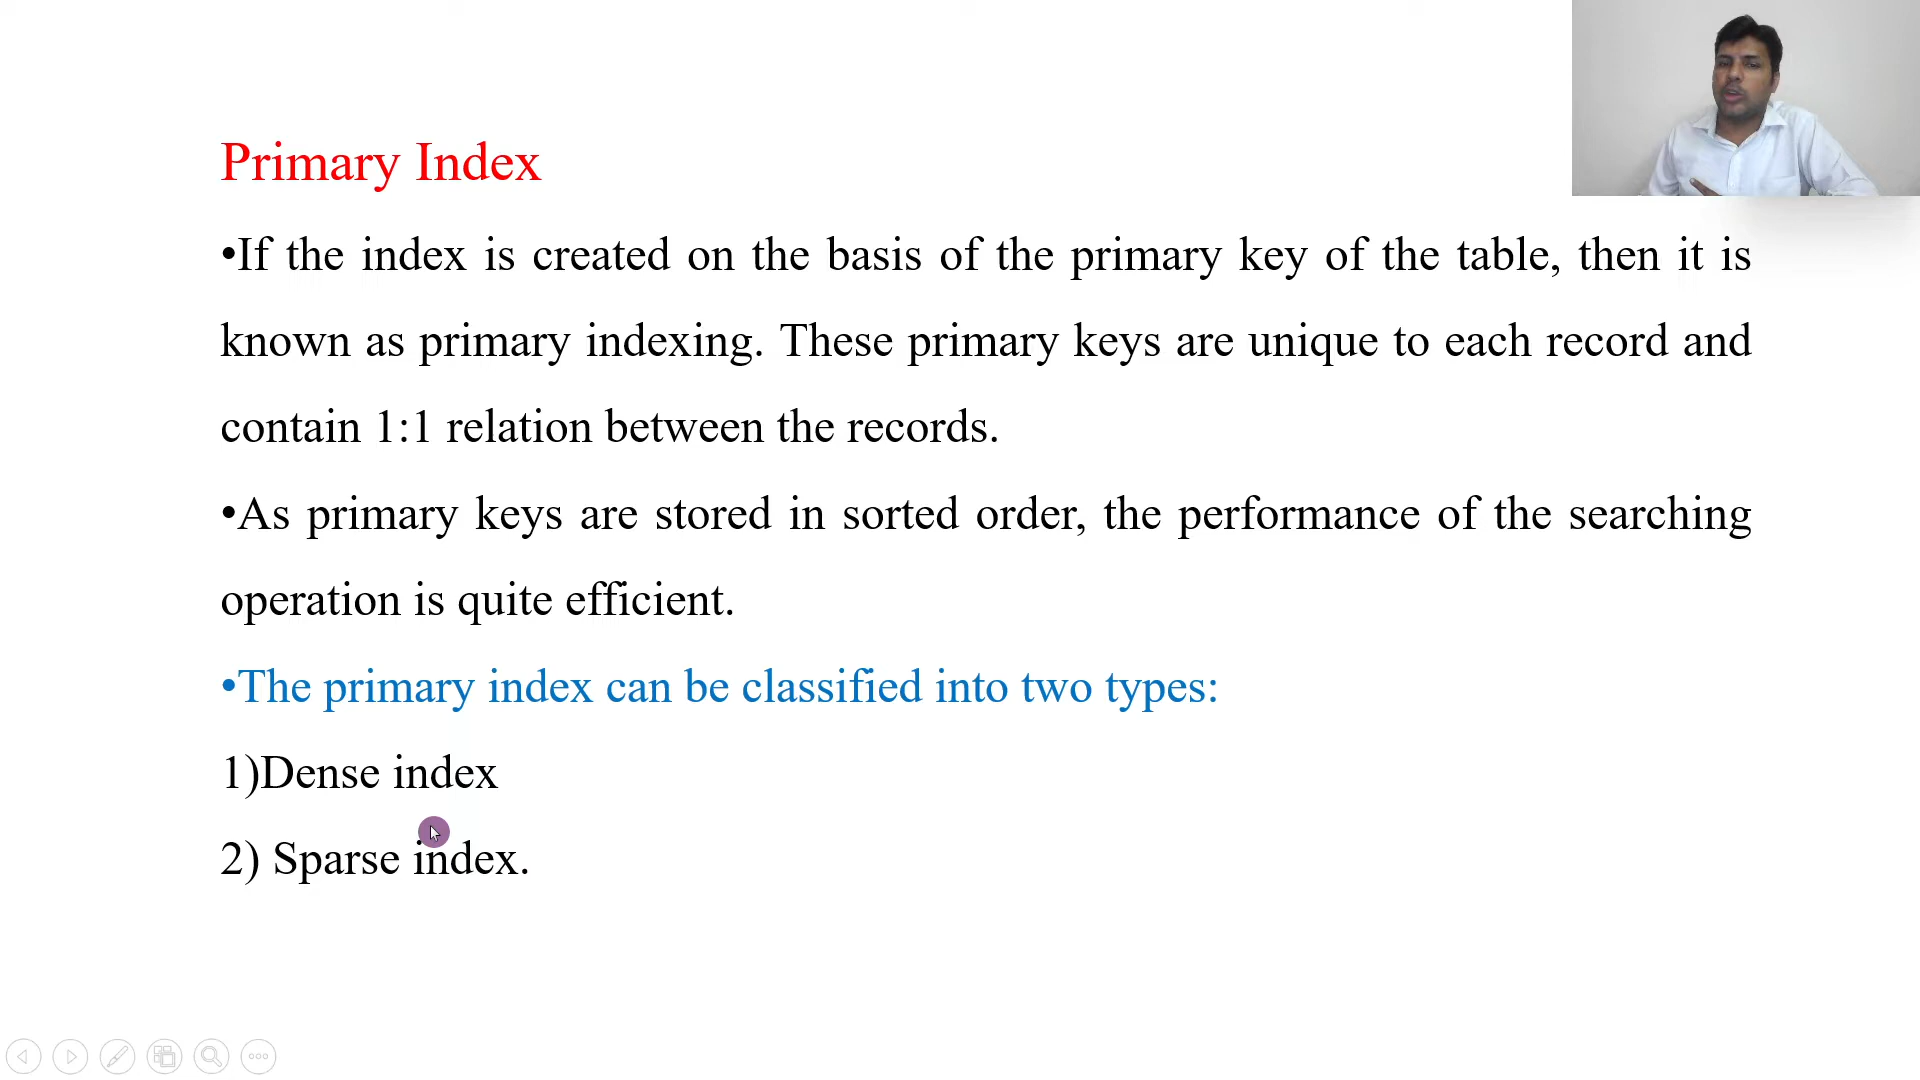 Primary Index
•If the index is created on the basis of the primary key of the table, then it is
known as primary indexing. These primary keys are unique to each record and
contain 1:1 relation between the records.
•As primary keys are stored in sorted order, the performance of the searching
operation is quite efficient.
•The primary index can be classified into two types:
1)Dense index
2) Sparse index.